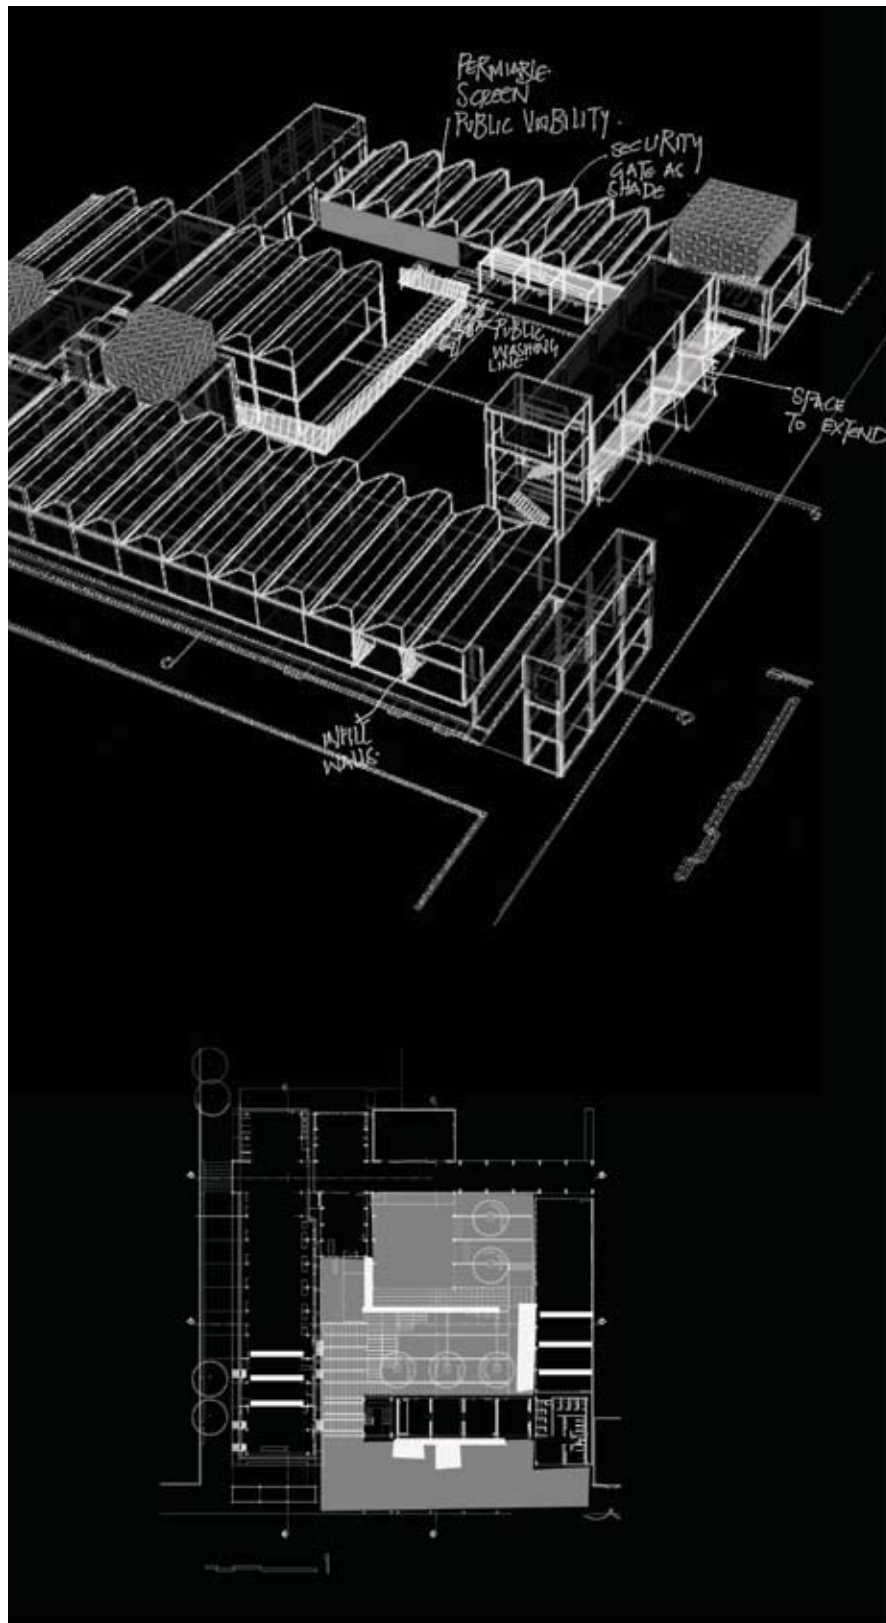 PERMIABLE
SCREEN
PUBLIC VISIBILITY.
SECURITY
GATE AS
SHADE
PUBLIC
WASHING
LINE
SPACE
TO EXTEND
INFILL
WALLS.